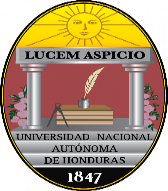 LUCEM ASPICIO
UNIVERSIDAD NACIONAL
AUTÓNOMA
DE HONDURAS
1847